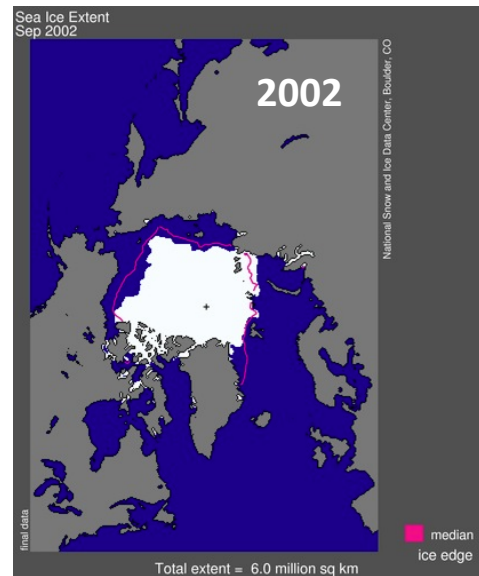 Sea Ice Extent
Sep 2002
2002
National Snow and Ice Data Center, Boulder, CO
final data
median
ice edge
Total extent = 6.0 million sq km